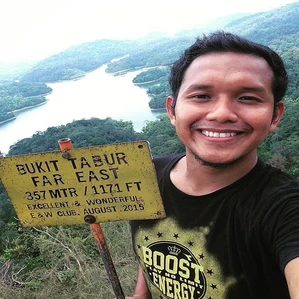 BUKIT TABUR
FAR EAST
357 MTR / 1171 FT
EXCELLENT & WONDERFUL
E&W CLUB. AUGUST.2015
BOOST
ENERGY